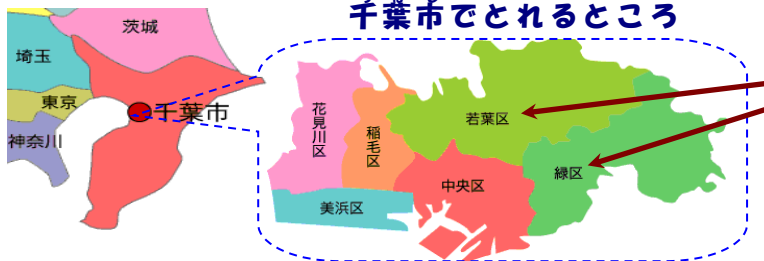 千葉市でとれるところ
茨城
埼玉
東京
千葉市
神奈川
花見川区
稲毛区
若葉区
緑区
中央区
美浜区